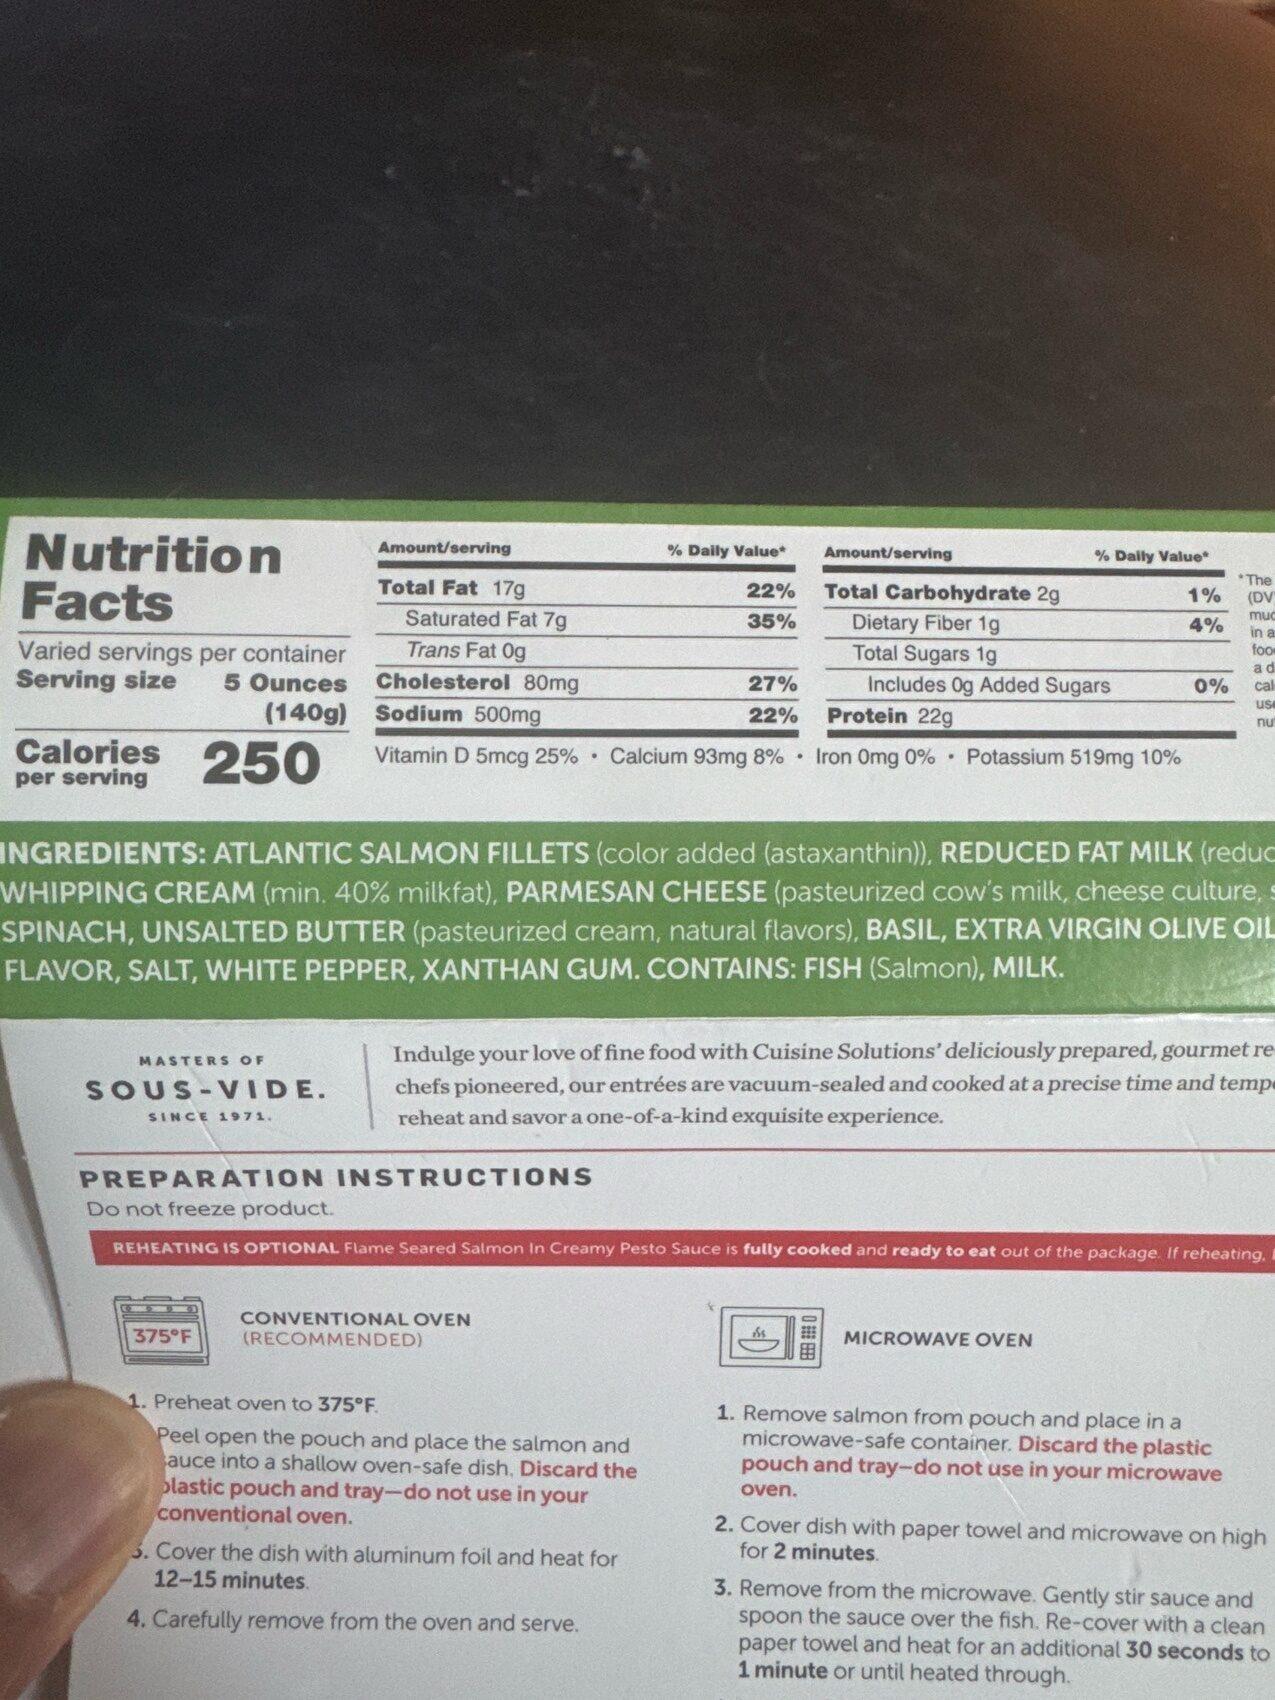 Nutrition
Facts
Varied servings per container
Serving size 5 Ounces
(140g)
Calories
per serving 250
Amount/serving % Daily Value*
Total Fat 17g 22%
Saturated Fat 7g 35%
Trans Fat 0g
Cholesterol 80mg 27%
Sodium 500mg 22%
Amount/serving % Daily Value*
Total Carbohydrate 2g 1%
Dietary Fiber 1g 4%
Total Sugars 1g
Includes 0g Added Sugars 0%
Protein 22g
Vitamin D 5mcg 25% • Calcium 93mg 8% • Iron 0mg 0% • Potassium 519mg 10%
*The
(DV
in a
a d
INGREDIENTS: ATLANTIC SALMON FILLETS (color added (astaxanthin)), REDUCED FAT MILK (reduc
WHIPPING CREAM (min. 40% milkfat), PARMESAN CHEESE (pasteurized cow's milk, cheese culture, s
SPINACH, UNSALTED BUTTER (pasteurized cream, natural flavors), BASIL, EXTRA VIRGIN OLIVE OIL
FLAVOR, SALT, WHITE PEPPER, XANTHAN GUM. CONTAINS: FISH (Salmon), MILK.
MASTERS OF
SOUS-VIDE.
SINCE 1971.
Indulge your love of fine food with Cuisine Solutions' deliciously prepared, gourmet re
chefs pioneered, our entrées are vacuum-sealed and cooked at a precise time and tempe
reheat and savor a one-of-a-kind exquisite experience.
PREPARATION INSTRUCTIONS
Do not freeze product.
REHEATING IS OPTIONAL Flame Seared Salmon In Creamy Pesto Sauce is fully cooked and ready to eat out of the package. If reheating,
375°F
CONVENTIONAL OVEN
(RECOMMENDED)
1. Preheat oven to 375°F.
Peel open the pouch and place the salmon and
sauce into a shallow oven-safe dish. Discard the
plastic pouch and tray—do not use in your
conventional oven.
3. Cover the dish with aluminum foil and heat for
12–15 minutes.
4. Carefully remove from the oven and serve.
MICROWAVE OVEN
1. Remove salmon from pouch and place in a
microwave-safe container. Discard the plastic
pouch and tray—do not use in your microwave
oven.
2. Cover dish with paper towel and microwave on high
for 2 minutes.
3. Remove from the microwave. Gently stir sauce and
spoon the sauce over the fish. Re-cover with a clean
paper towel and heat for an additional 30 seconds to
1 minute or until heated through.